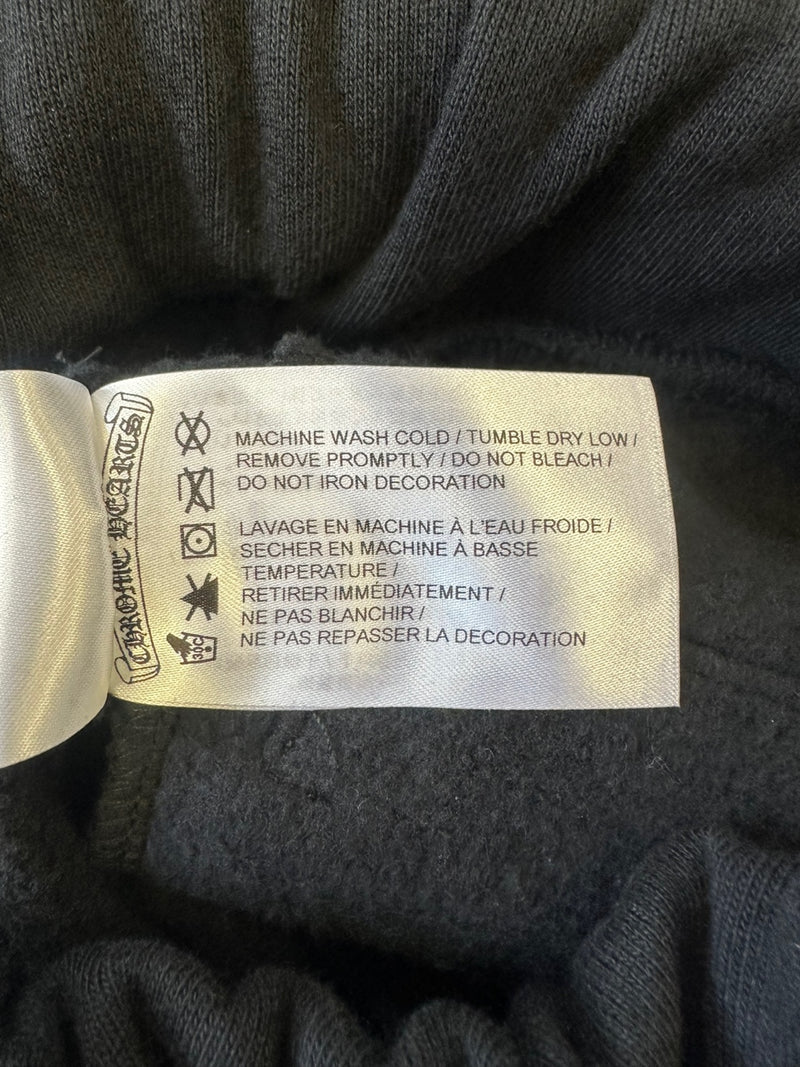 CHROME HEARTS
MACHINE WASH COLD / TUMBLE DRY LOW /
REMOVE PROMPTLY / DO NOT BLEACH /
DO NOT IRON DECORATION
LAVAGE EN MACHINE À L'EAU FROIDE /
SECHER EN MACHINE À BASSE
TEMPERATURE /
RETIRER IMMÉDIATEMENT /
NE PAS BLANCHIR /
NE PAS REPASSER LA DECORATION
30C